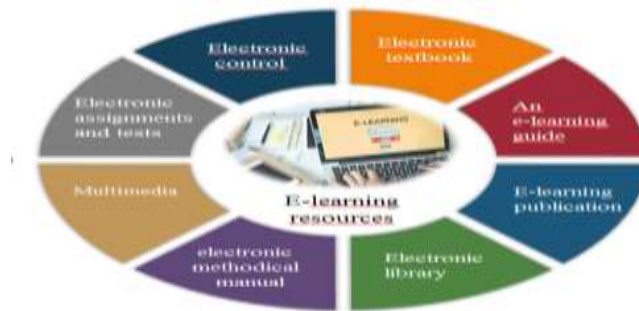 Electronic
control
Electronic
textbook
An
e-learning
guide
E-learning
publication
Electronic
library
electronic
methodical
manual
Multimedia
Electronic
assignments
and tests
E-LEARNING
E-learning
resources